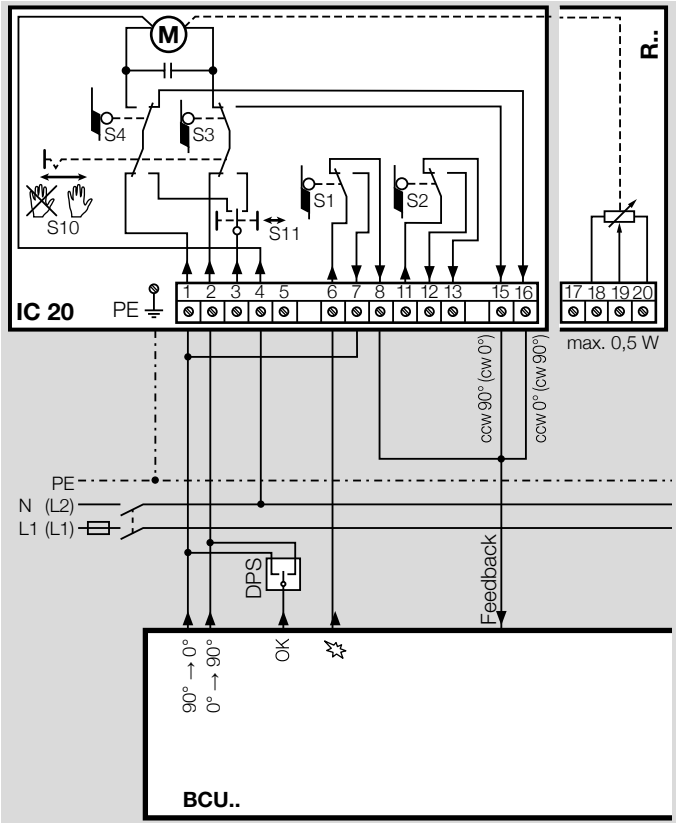 M
R..
S4
S3
S1
S2
S10
S11
1 2 3 4 5 6 7 8 11 12 13 15 16
17 18 19 20
IC 20
PE
max. 0,5 W
ccw 90° (cw 0°)
ccw 0° (cw 90°)
PE
N (L2)
L1 (L1)
DPS
Feedback
90° → 0°
0° → 90°
OK
BCU..